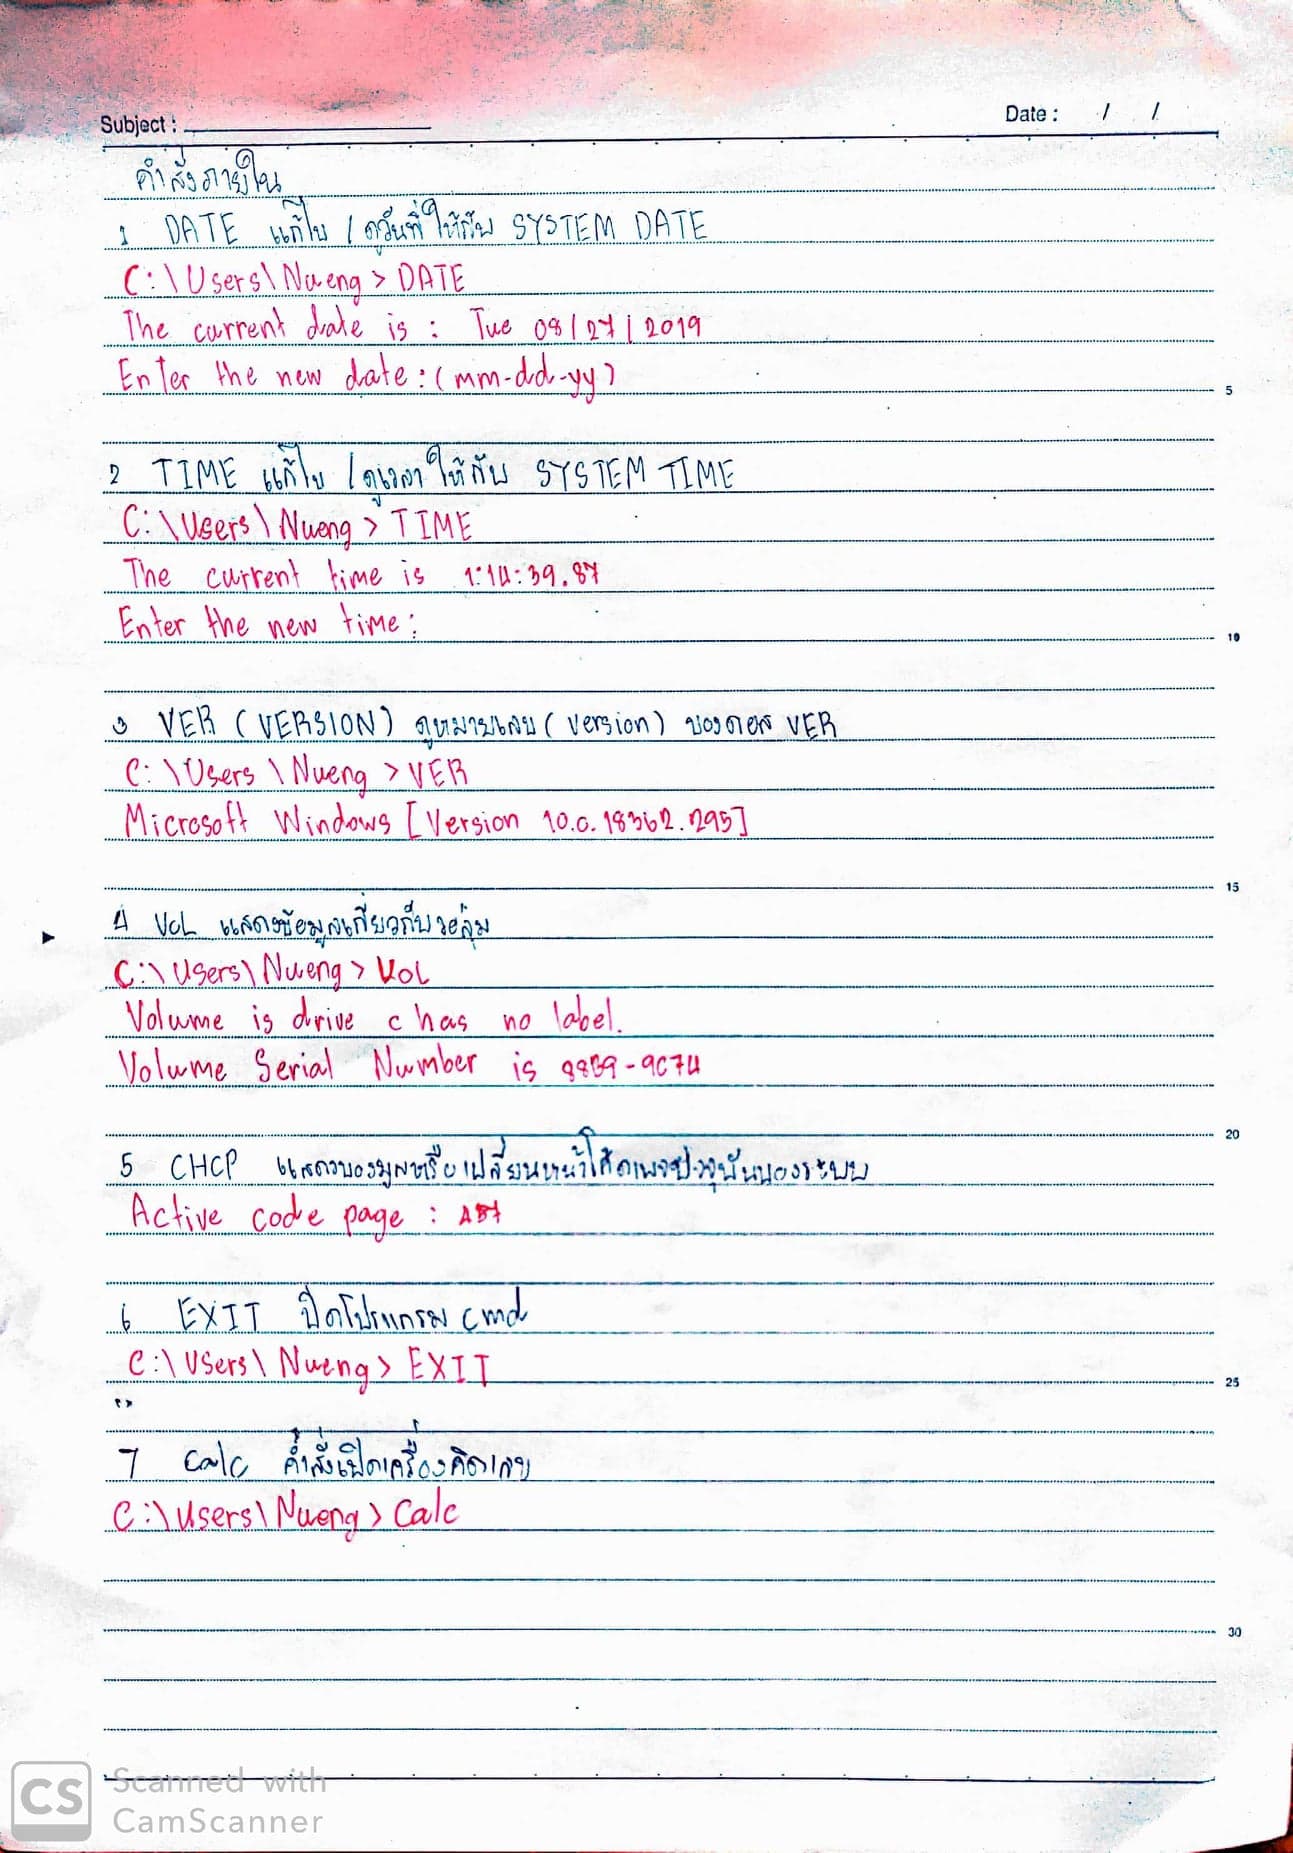 Subject :
Date : / /
คำสั่งภายใน
1 DATE แก้ไข / ดูวันที่ ให้กับ SYSTEM DATE
C:\Users\Nueng > DATE
The current date is : Tue 08/27/2019
Enter the new date:(mm-dd-yy)
5
2 TIME แก้ไข / ดูเวลา ให้กับ SYSTEM TIME
C:\Users\Nueng > TIME
The current time is 1:14:39.87
Enter the new time:
10
3 VER (VERSION) ดูหมายเลข (version) ของดอส VER
C:\Users\Nueng > VER
Microsoft Windows [Version 10.0.18362.295]
15
4 VOL แสดงข้อมูลเกี่ยวกับวอลุ่ม
C:\Users\Nueng > VOL
Volume is drive c has no label.
Volume Serial Number is 88B9-9C74
20
5 CHCP แสดงของมูลหรือเปลี่ยนหน้าโค้ดเพจปัจจุบันของระบบ
Active code page :
6 EXIT ปิดโปรแกรม cmd
C:\Users\Nueng > EXIT
25
7 Calc คำสั่งเปิดเครื่องคิดเลข
C:\Users\Nueng > Calc
30
CS Scanned with
CamScanner